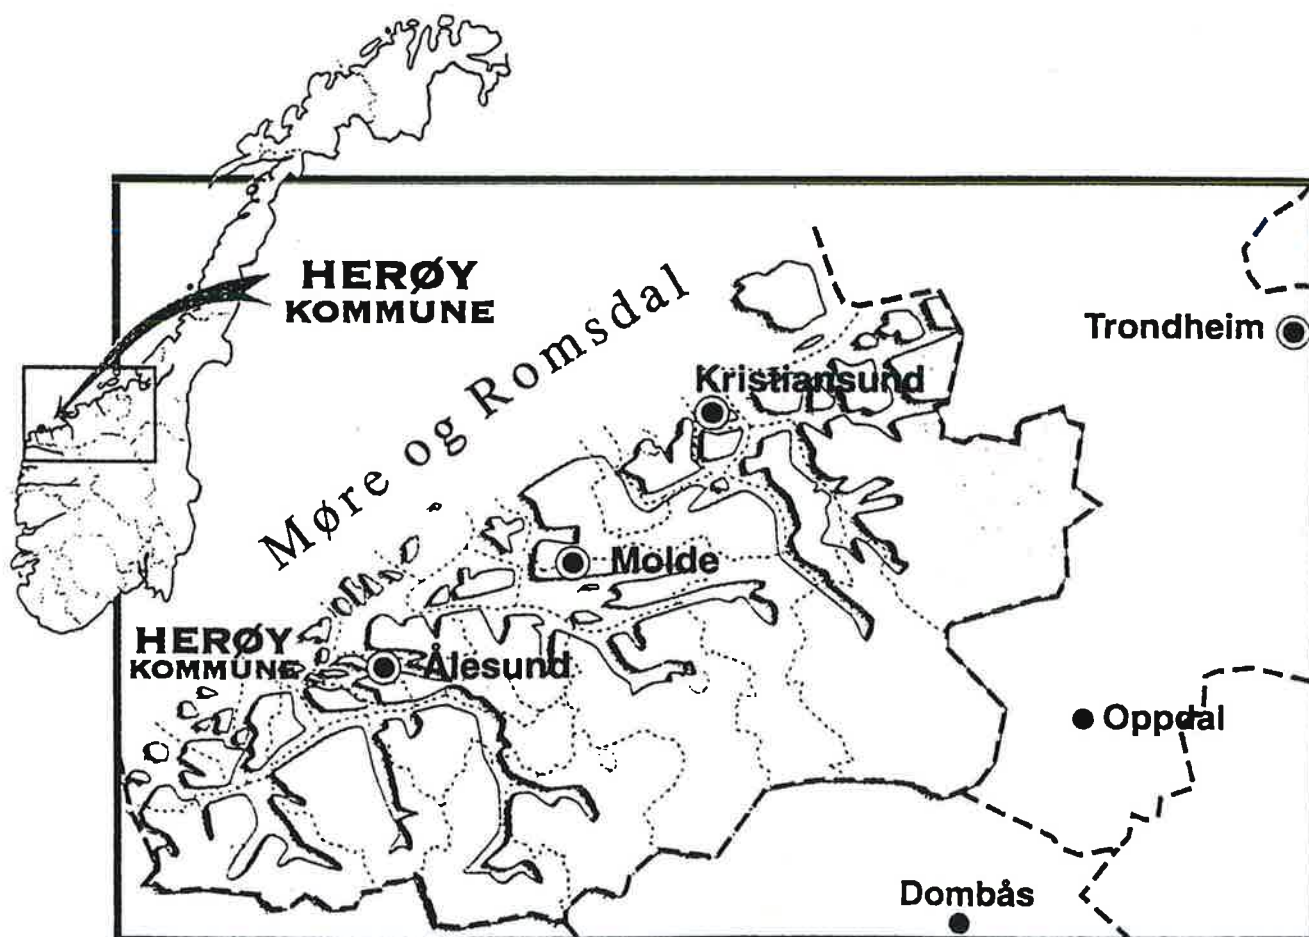 HERØY
KOMMUNE
Møre og Romsdal
Trondheim
Kristiansund
Molde
HERØY
KOMMUNE
Ålesund
Oppdal
Dombås